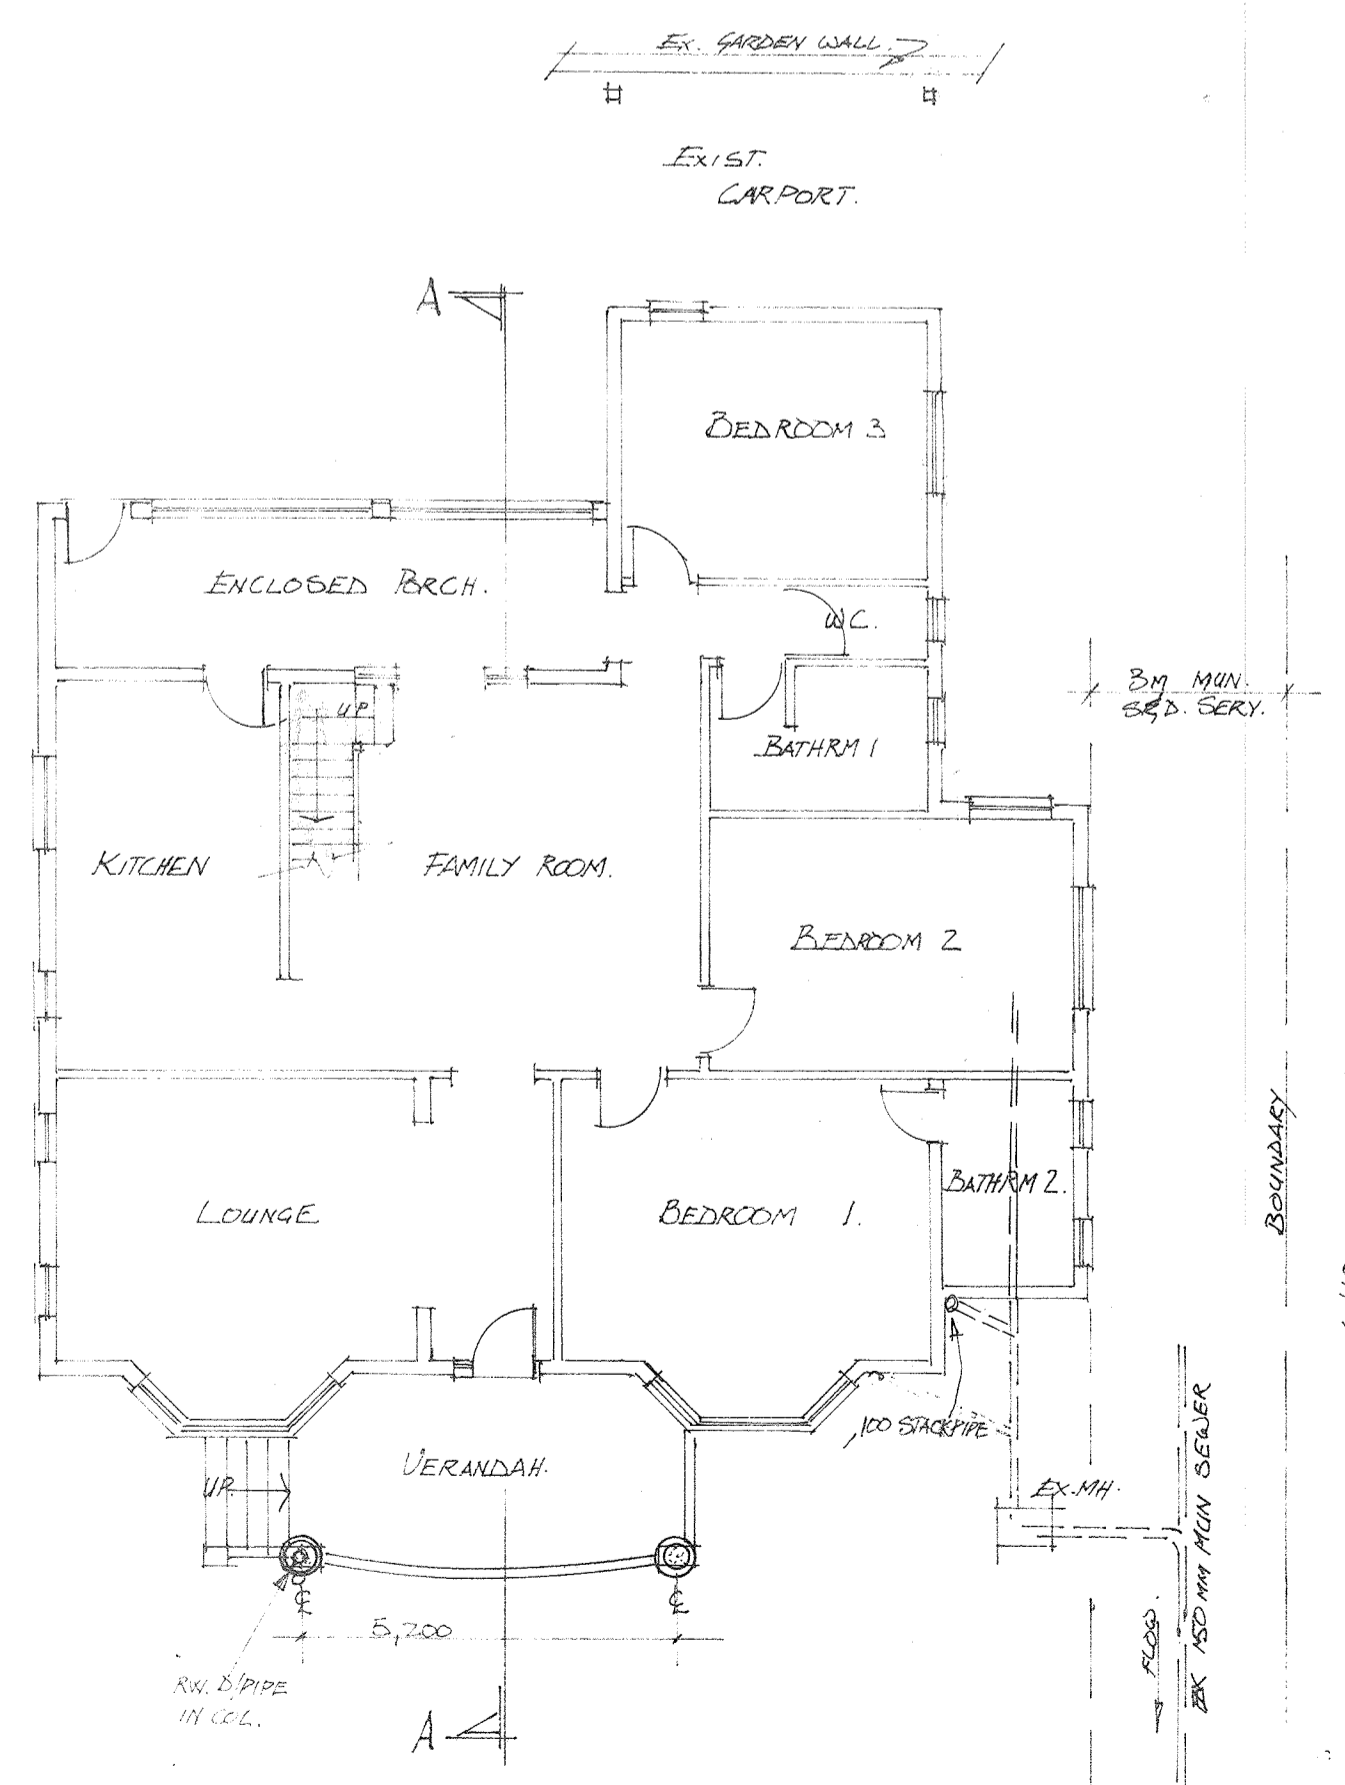 EX. GARDEN WALL.
EXIST.
CARPORT.
A
BEDROOM 3
ENCLOSED PORCH.
WC.
UP
3M MUN.
SERV.
BATHRM 1
KITCHEN
FAMILY ROOM.
BEDROOM 2
BOUNDARY
BATHRM 2.
LOUNGE
BEDROOM 1.
100 STACKPIPE
VERANDAH.
UP.
EX. MH.
EX 150 MM MUN SEWER
FLOW.
5,200
RW. D/PIPE
IN COL.
A